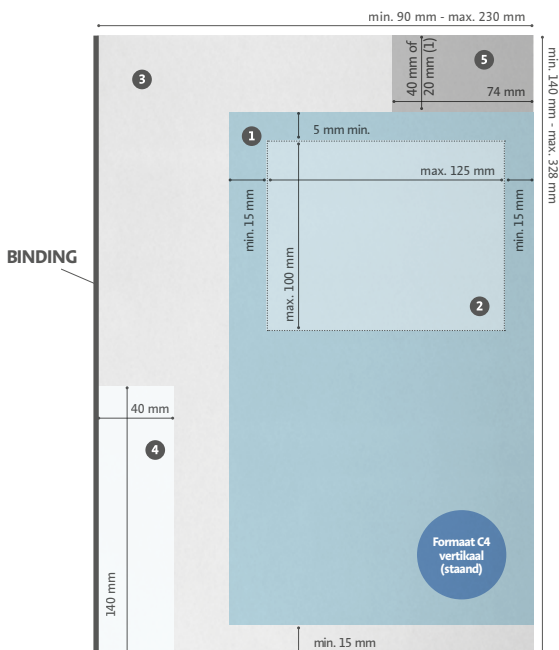 min. 90 mm - max. 230 mm
3
40 mm of
20 mm (1)
5
74 mm
min. 140 mm - max. 328 mm
1
5 mm min.
max. 125 mm
min. 15 mm
min. 15 mm
BINDING
max. 100 mm
2
40 mm
4
Formaat C4
vertikaal
(staand)
140 mm
min. 15 mm